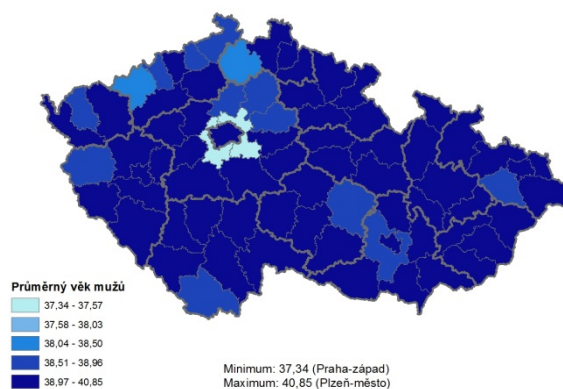 Průměrný věk mužů
37,34 - 37,57
37,58 - 38,03
38,04 - 38,50
38,51 - 38,96
38,97 - 40,85
Minimum: 37,34 (Praha-západ)
Maximum: 40,85 (Plzeň-město)